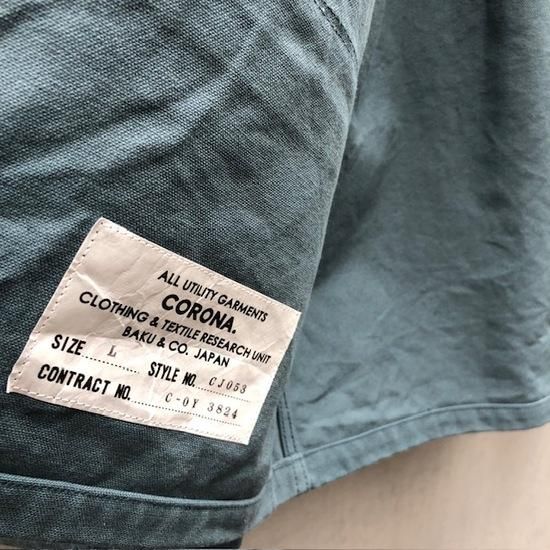 ALL UTILITY GARMENTS
CORONA.
CLOTHING & TEXTILE RESEARCH UNIT
BAKU & CO. JAPAN
SIZE L STYLE NO. CJ053
CONTRACT NO. C-0Y 3824